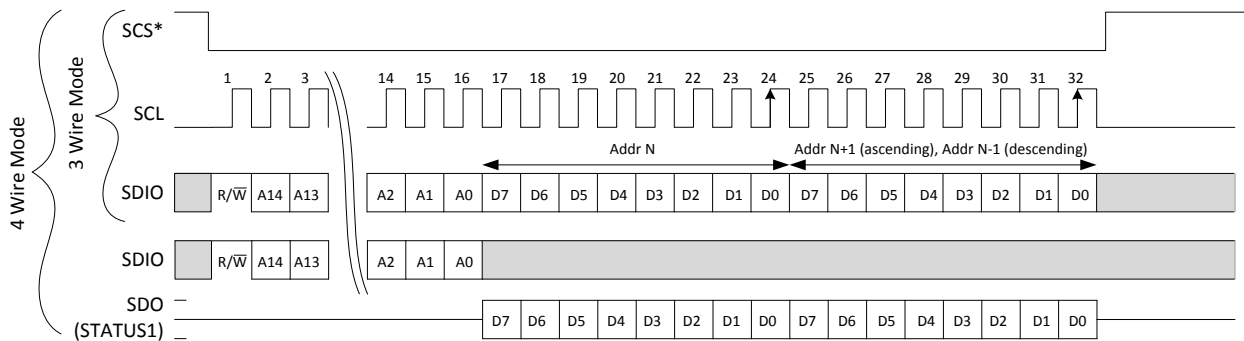 4 Wire Mode
3 Wire Mode
SCS*
1 2 3 14 15 16 17 18 19 20 21 22 23 24 25 26 27 28 29 30 31 32
SCL
Addr N Addr N+1 (ascending), Addr N-1 (descending)
SDIO R/W̅ A14 A13 A2 A1 A0 D7 D6 D5 D4 D3 D2 D1 D0 D7 D6 D5 D4 D3 D2 D1 D0
SDIO R/W̅ A14 A13 A2 A1 A0
SDO
(STATUS1)
D7 D6 D5 D4 D3 D2 D1 D0 D7 D6 D5 D4 D3 D2 D1 D0